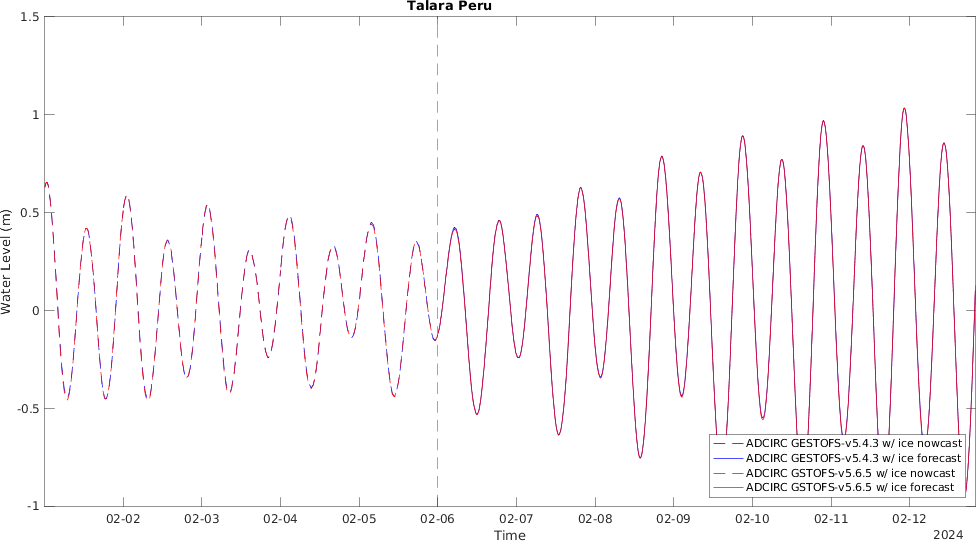 Talara Peru
1.5
1
0.5
0
-0.5
-1
Water Level (m)
ADCIRC GESTOFS-v5.4.3 w/ ice nowcast
ADCIRC GESTOFS-v5.4.3 w/ ice forecast
ADCIRC GSTOFS-v5.6.5 w/ ice nowcast
ADCIRC GSTOFS-v5.6.5 w/ ice forecast
02-02 02-03 02-04 02-05 02-06 02-07 02-08 02-09 02-10 02-11 02-12
Time
2024